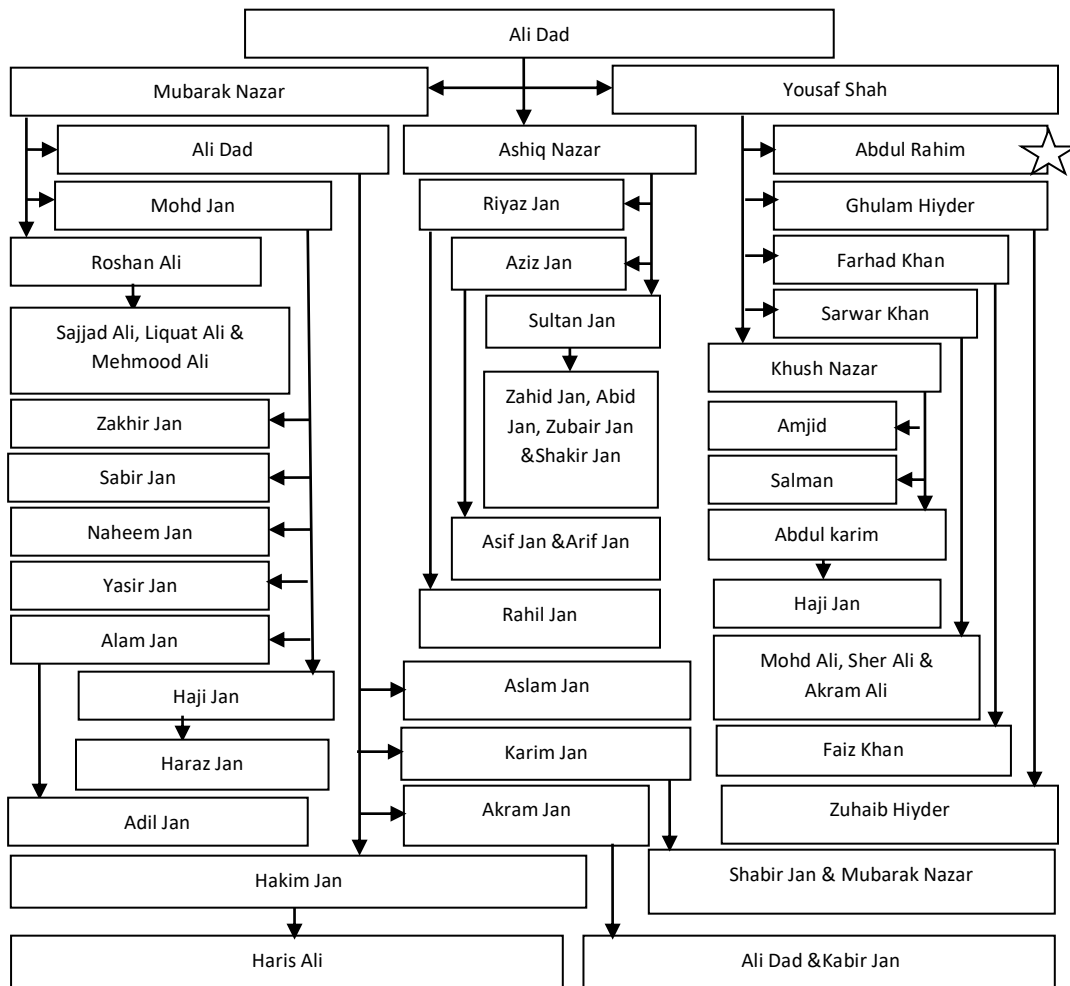 Ali Dad
Mubarak Nazar
Yousaf Shah
Ali Dad
Ashiq Nazar
Abdul Rahim
Mohd Jan
Riyaz Jan
Ghulam Hiyder
Roshan Ali
Aziz Jan
Farhad Khan
Sultan Jan
Sarwar Khan
Sajjad Ali, Liquat Ali &
Mehmood Ali
Khush Nazar
Zahid Jan, Abid
Jan, Zubair Jan
&Shakir Jan
Zakhir Jan
Amjid
Sabir Jan
Salman
Naheem Jan
Asif Jan &Arif Jan
Abdul karim
Yasir Jan
Rahil Jan
Haji Jan
Alam Jan
Mohd Ali, Sher Ali &
Akram Ali
Haji Jan
Aslam Jan
Haraz Jan
Karim Jan
Faiz Khan
Adil Jan
Akram Jan
Zuhaib Hiyder
Hakim Jan
Shabir Jan & Mubarak Nazar
Haris Ali
Ali Dad &Kabir Jan